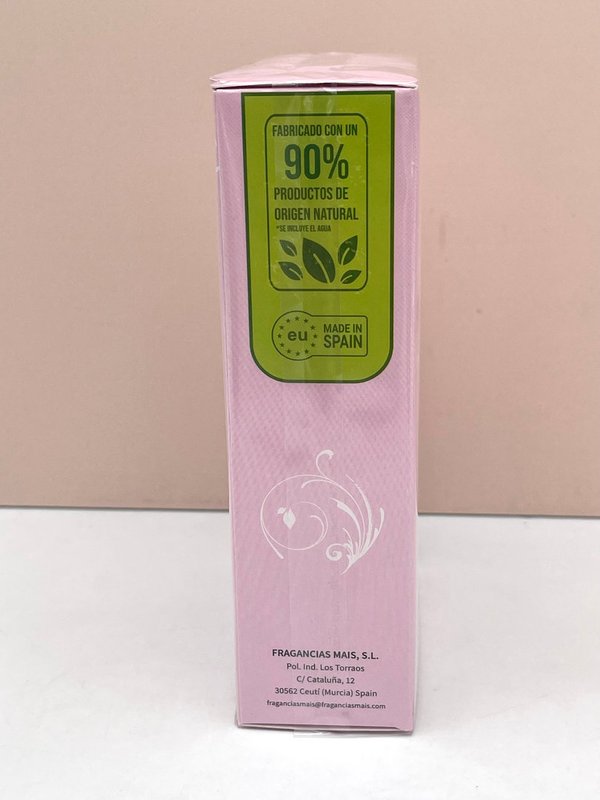 FABRICADO CON UN
90%
PRODUCTOS DE
ORIGEN NATURAL
*SE INCLUYE EL AGUA
eu
MADE IN
SPAIN
FRAGANCIAS MAIS, S.L.
Pol. Ind. Los Torraos
C/ Cataluña, 12
30562 Ceutí (Murcia) Spain
fraganciasmais@fraganciasmais.com